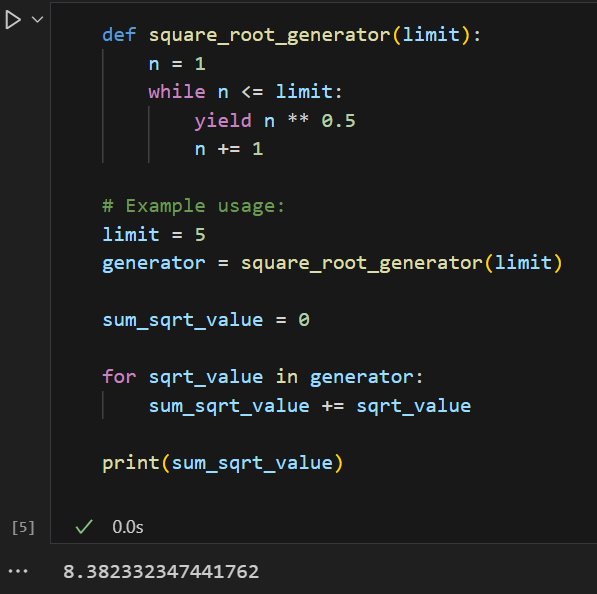 def square_root_generator(limit):
    n = 1
    while n <= limit:
        yield n ** 0.5
        n += 1

# Example usage:
limit = 5
generator = square_root_generator(limit)

sum_sqrt_value = 0

for sqrt_value in generator:
    sum_sqrt_value += sqrt_value

print(sum_sqrt_value)

[5] ✓ 0.0s
... 8.382332347441762